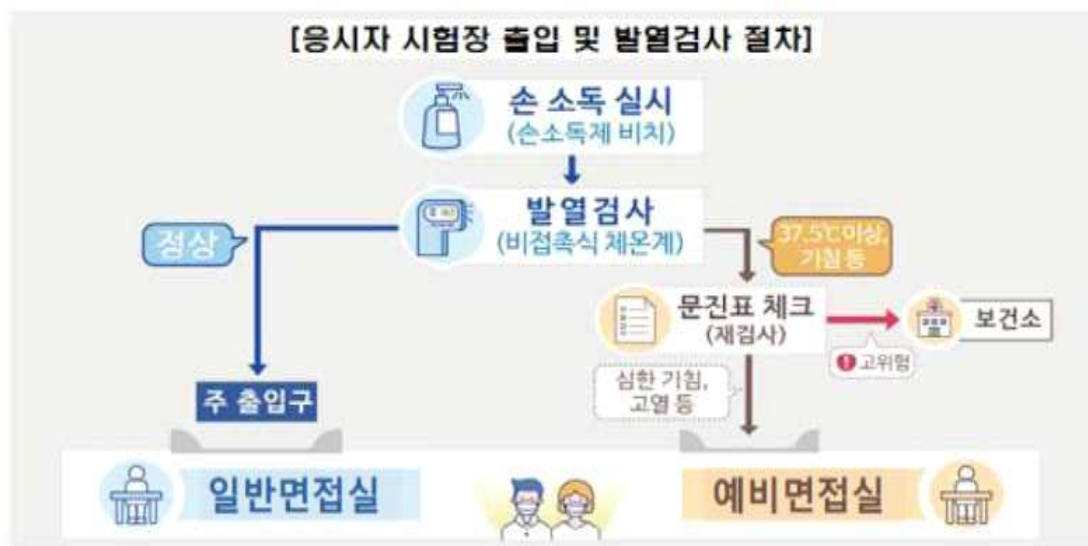 [응시자 시험장 출입 및 발열검사 절차]
손 소독 실시
(손소독제 비치)
발열검사
(비접촉식 체온계)
정상
37.5℃이상,
기침 등
문진표 체크
(재검사)
보건소
고위험
심한 기침,
고열 등
주 출입구
일반면접실
예비면접실